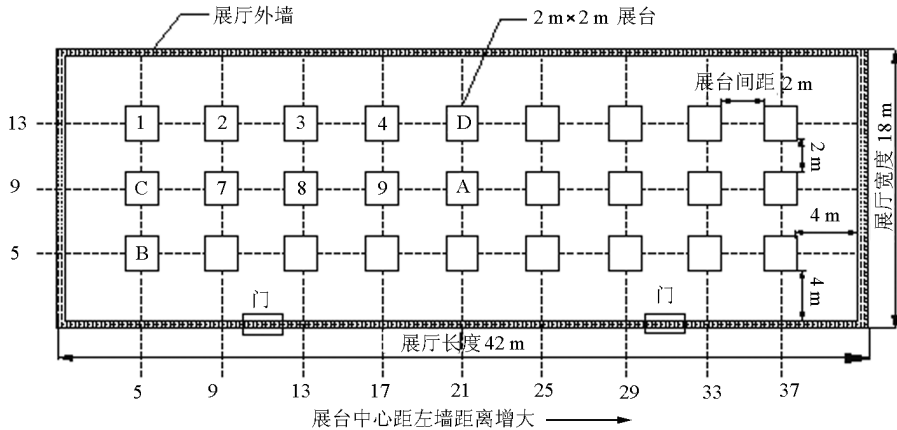 展厅外墙
2 m×2 m 展台
展台间距 2 m
13
1 2 3 4 D
2 m
展厅宽度 18 m
9
C 7 8 9 A
4 m
5
B
4 m
门 门
展厅长度 42 m
5 9 13 17 21 25 29 33 37
展台中心距左墙距离增大